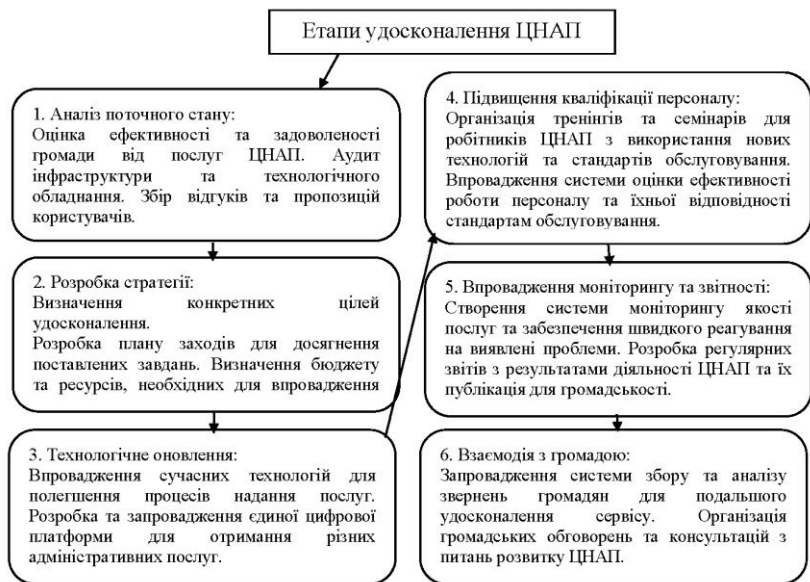 Етапи удосконалення ЦНАП
1. Аналіз поточного стану:
Оцінка ефективності та задоволеності
громади від послуг ЦНАП. Аудит
інфраструктури та технологічного
обладнання. Збір відгуків та пропозицій
користувачів.
2. Розробка стратегії:
Визначення конкретних цілей
удосконалення.
Розробка плану заходів для досягнення
поставлених завдань. Визначення бюджету
та ресурсів, необхідних для впровадження
3. Технологічне оновлення:
Впровадження сучасних технологій для
полегшення процесів надання послуг.
Розробка та запровадження єдиної цифрової
платформи для отримання різних
адміністративних послуг.
4. Підвищення кваліфікації персоналу:
Організація тренінгів та семінарів для
робітників ЦНАП з використання нових
технологій та стандартів обслуговування.
Впровадження системи оцінки ефективності
роботи персоналу та їхньої відповідності
стандартам обслуговування.
5. Впровадження моніторингу та звітності:
Створення системи моніторингу якості
послуг та забезпечення швидкого реагування
на виявлені проблеми. Розробка регулярних
звітів з результатами діяльності ЦНАП та їх
публікація для громадськості.
6. Взаємодія з громадою:
Запровадження системи збору та аналізу
звернень громадян для подальшого
удосконалення сервісу. Організація
громадських обговорень та консультацій з
питань розвитку ЦНАП.